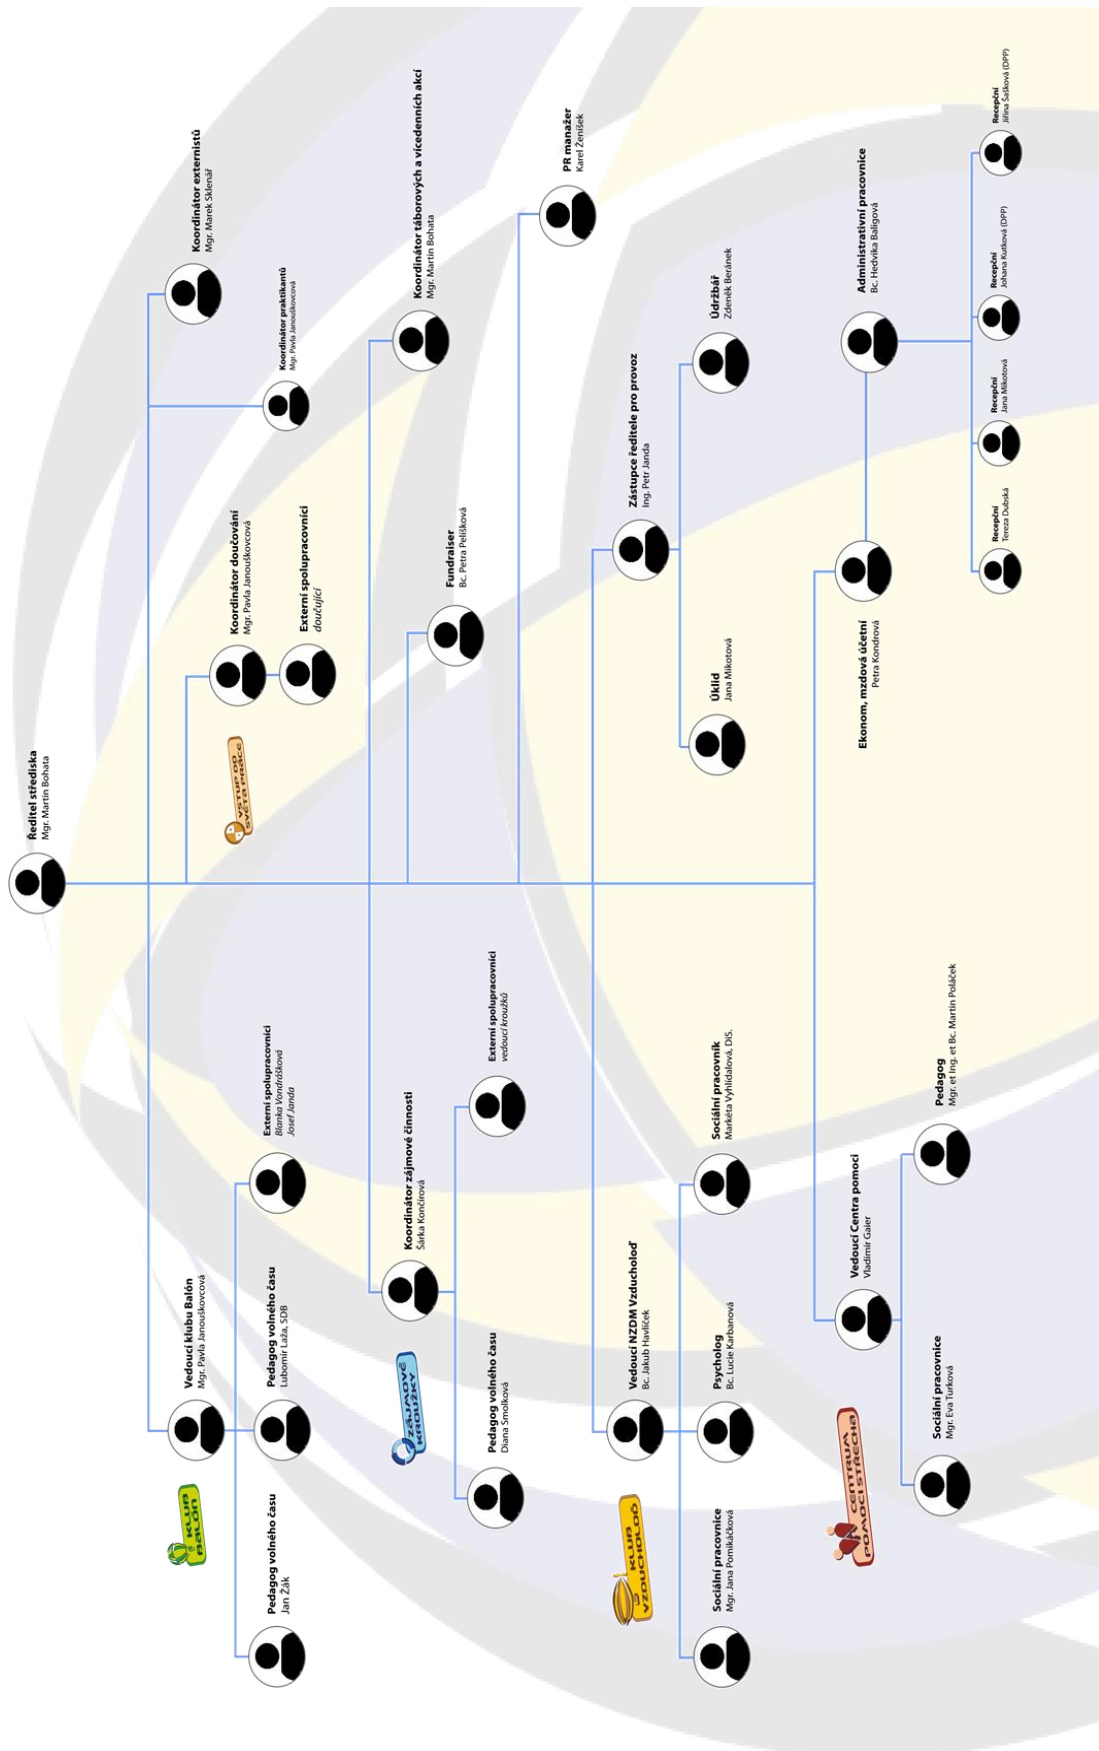 Ředitel střediska
Mgr. Martin Bohata
Vedoucí klubu Balón
Mgr. Pavla Janouškovcová
Koordinátor externistů
Mgr. Marek Sklenář
KLUB
BALÓN
Pedagog volného času
Jan Žák
Pedagog volného času
Lubomír Laža, SDB
Externí spolupracovníci
Blanka Vondrášková
Josef Janda
VSTUP DO
SVĚTA PRÁCE
Koordinátor doučování
Mgr. Pavla Janouškovcová
Externí spolupracovníci
doučující
Koordinátor praktikantů
Mgr. Pavla Janouškovcová
ZÁJMOVÉ
KROUŽKY
Koordinátor zájmové činnosti
Šárka Končírová
Koordinátor táborových a vícedenních akcí
Mgr. Martin Bohata
Pedagog volného času
Diana Smolková
Externí spolupracovníci
vedoucí kroužků
Fundraiser
Bc. Petra Pelíšková
PR manažer
Karel Ženíšek
KLUB
VZDUCHOLOĎ
Vedoucí NZDM Vzducholoď
Bc. Jakub Havlíček
Zástupce ředitele pro provoz
Ing. Petr Janda
Sociální pracovnice
Mgr. Jana Pomikáčková
Psycholog
Bc. Lucie Karbanová
Sociální pracovník
Markéta Vyhlídalová, DiS.
Úklid
Jana Mikotová
Údržbář
Zdeněk Beránek
CENTRUM
POMOCI STŘECHA
Vedoucí Centra pomoci
Vladimír Gaier
Ekonom, mzdová účetní
Petra Kondrová
Administrativní pracovnice
Bc. Hedvika Baligová
Sociální pracovnice
Mgr. Eva Turková
Pedagog
Mgr. et Ing. et Bc. Martin Poláček
Recepční
Tereza Dubská
Recepční
Jana Mikotová
Recepční
Johana Kutková (DPP)
Recepční
Jiřina Šašková (DPP)